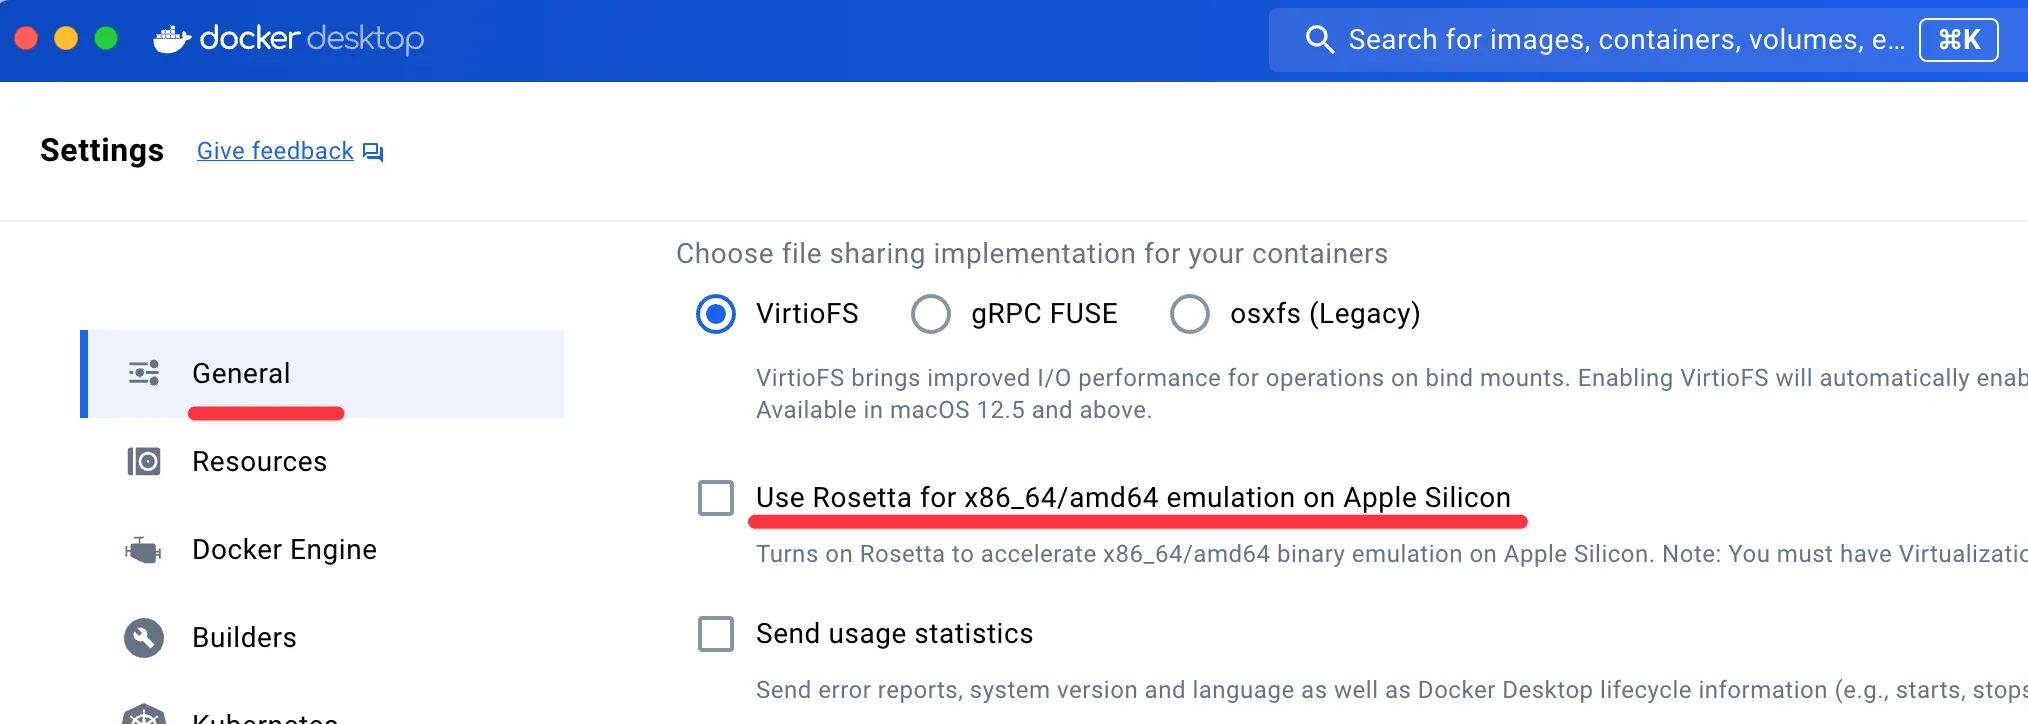 docker desktop
Search for images, containers, volumes, e... ⌘K
Settings Give feedback
Choose file sharing implementation for your containers
VirtioFS gRPC FUSE osxfs (Legacy)
VirtioFS brings improved I/O performance for operations on bind mounts. Enabling VirtioFS will automatically enab
Available in macOS 12.5 and above.
Use Rosetta for x86_64/amd64 emulation on Apple Silicon
Turns on Rosetta to accelerate x86_64/amd64 binary emulation on Apple Silicon. Note: You must have Virtualizatio
Send usage statistics
Send error reports, system version and language as well as Docker Desktop lifecycle information (e.g., starts, stops
General
Resources
Docker Engine
Builders
Kubernetes